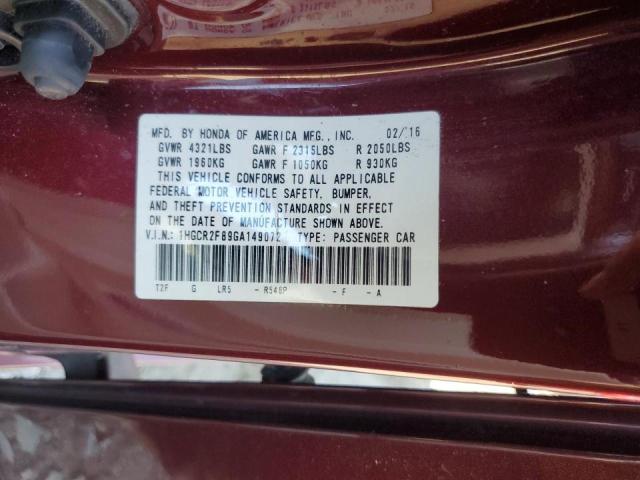 MFD. BY HONDA OF AMERICA MFG., INC. 02/16
GVWR 4321LBS GAWR F 2315LBS R 2050LBS
GVWR 1960KG GAWR F 1050KG R 930KG
THIS VEHICLE CONFORMS TO ALL APPLICABLE
FEDERAL MOTOR VEHICLE SAFETY, BUMPER,
AND THEFT PREVENTION STANDARDS IN EFFECT
ON THE DATE OF MANUFACTURE SHOWN ABOVE.
V.I.N.: 1HGCR2F89GA149072 TYPE: PASSENGER CAR
T2F G LR5 - R548P - F - A